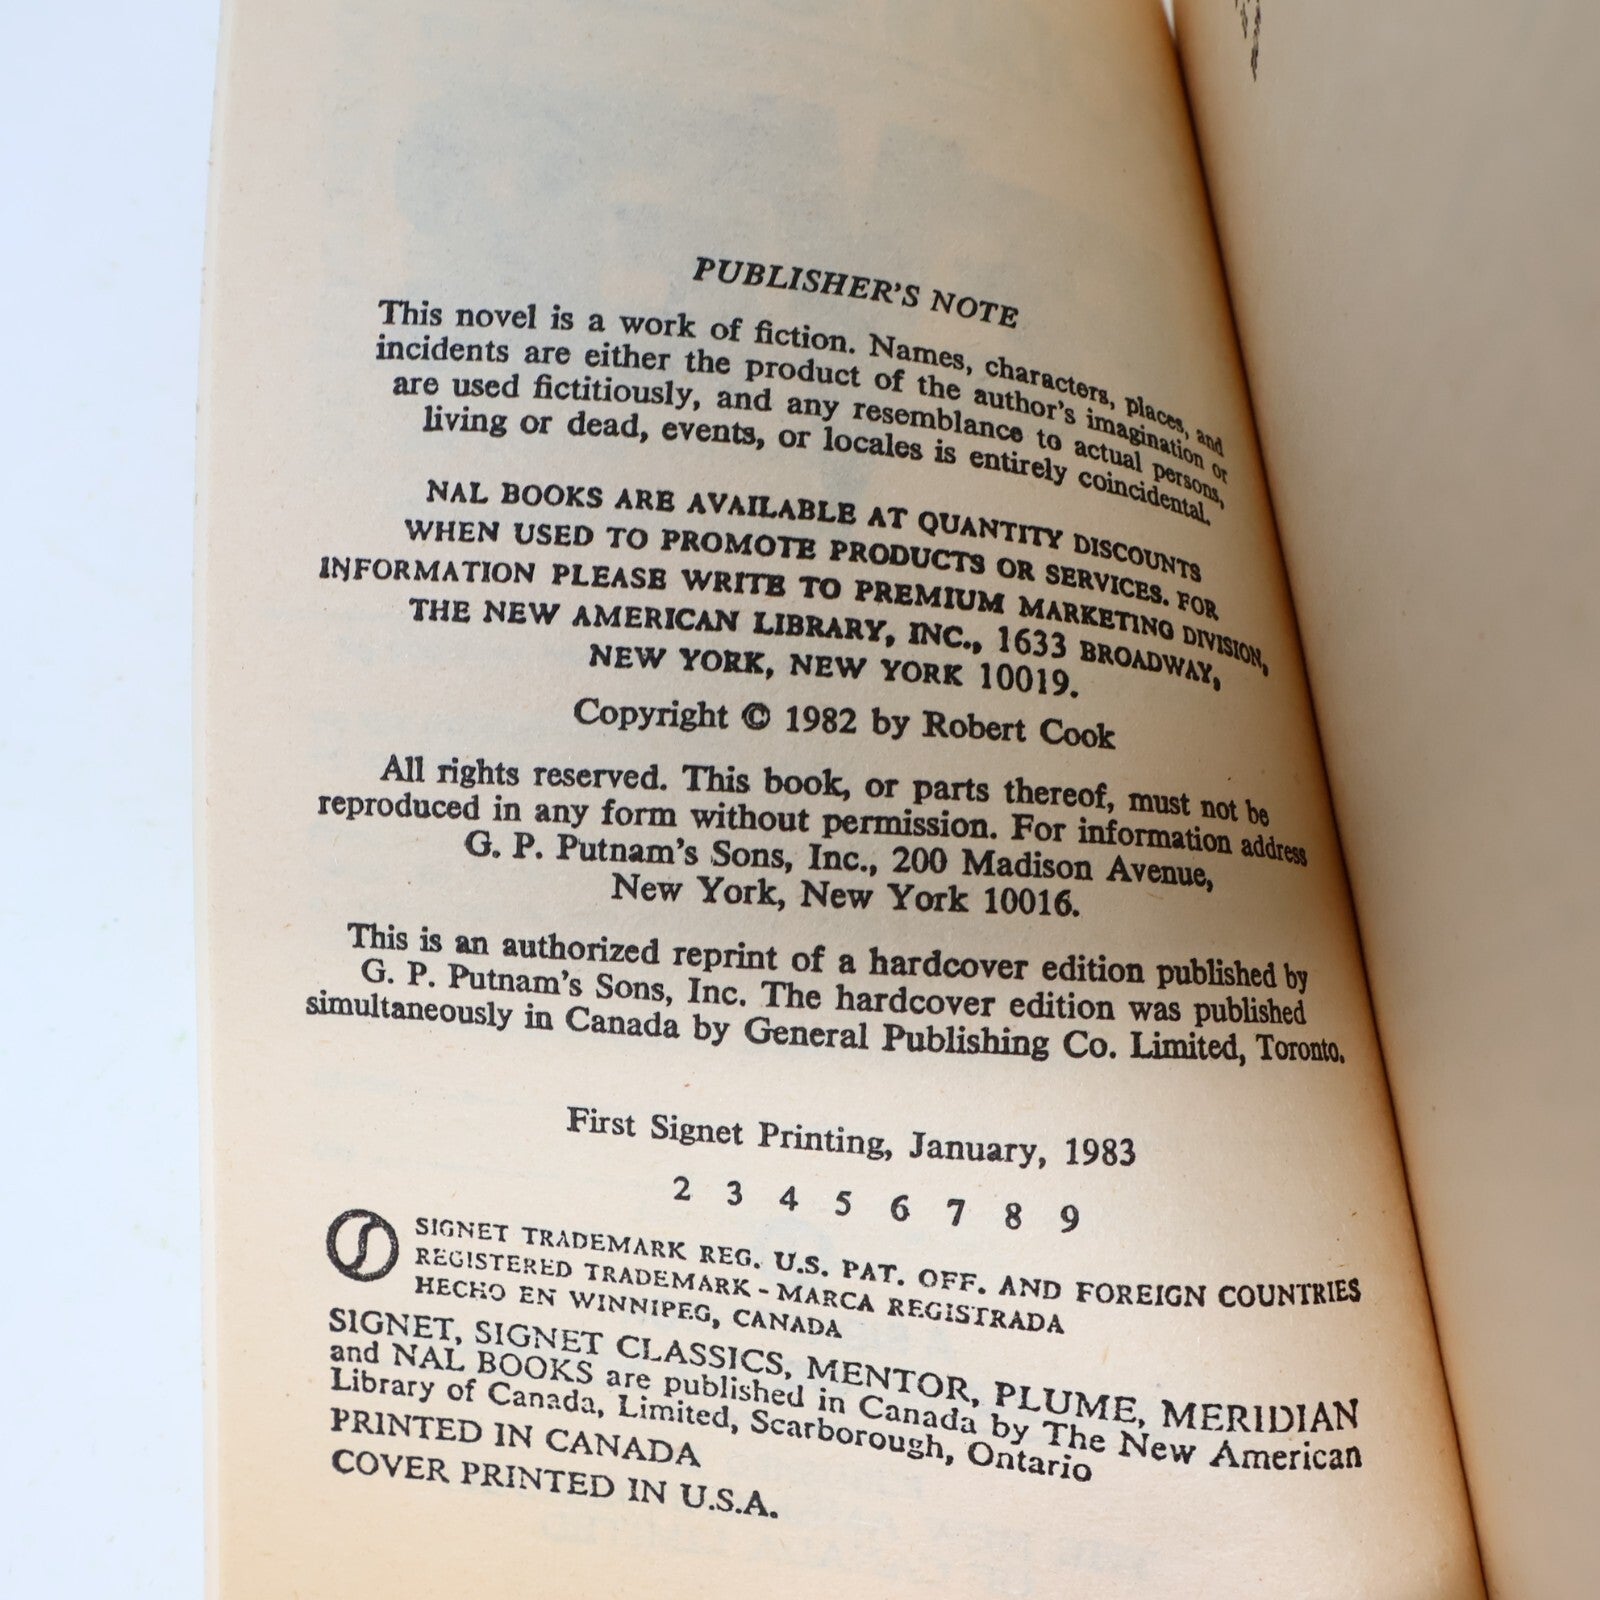 PUBLISHER'S NOTE
This novel is a work of fiction. Names, characters, places, and
incidents are either the product of the author's imagination or
are used fictitiously, and any resemblance to actual persons,
living or dead, events, or locales is entirely coincidental.
NAL BOOKS ARE AVAILABLE AT QUANTITY DISCOUNTS
WHEN USED TO PROMOTE PRODUCTS OR SERVICES. FOR
INFORMATION PLEASE WRITE TO PREMIUM MARKETING DIVISION,
THE NEW AMERICAN LIBRARY, INC., 1633 BROADWAY,
NEW YORK, NEW YORK 10019.
Copyright © 1982 by Robert Cook
All rights reserved. This book, or parts thereof, must not be
reproduced in any form without permission. For information address
G. P. Putnam's Sons, Inc., 200 Madison Avenue,
New York, New York 10016.
This is an authorized reprint of a hardcover edition published by
G. P. Putnam's Sons, Inc. The hardcover edition was published
simultaneously in Canada by General Publishing Co. Limited, Toronto.
First Signet Printing, January, 1983
2 3 4 5 6 7 8 9
SIGNET TRADEMARK REG. U.S. PAT. OFF. AND FOREIGN COUNTRIES
REGISTERED TRADEMARK - MARCA REGISTRADA
HECHO EN WINNIPEG, CANADA
SIGNET, SIGNET CLASSICS, MENTOR, PLUME, MERIDIAN
and NAL BOOKS are published in Canada by The New American
Library of Canada, Limited, Scarborough, Ontario
PRINTED IN CANADA
COVER PRINTED IN U.S.A.